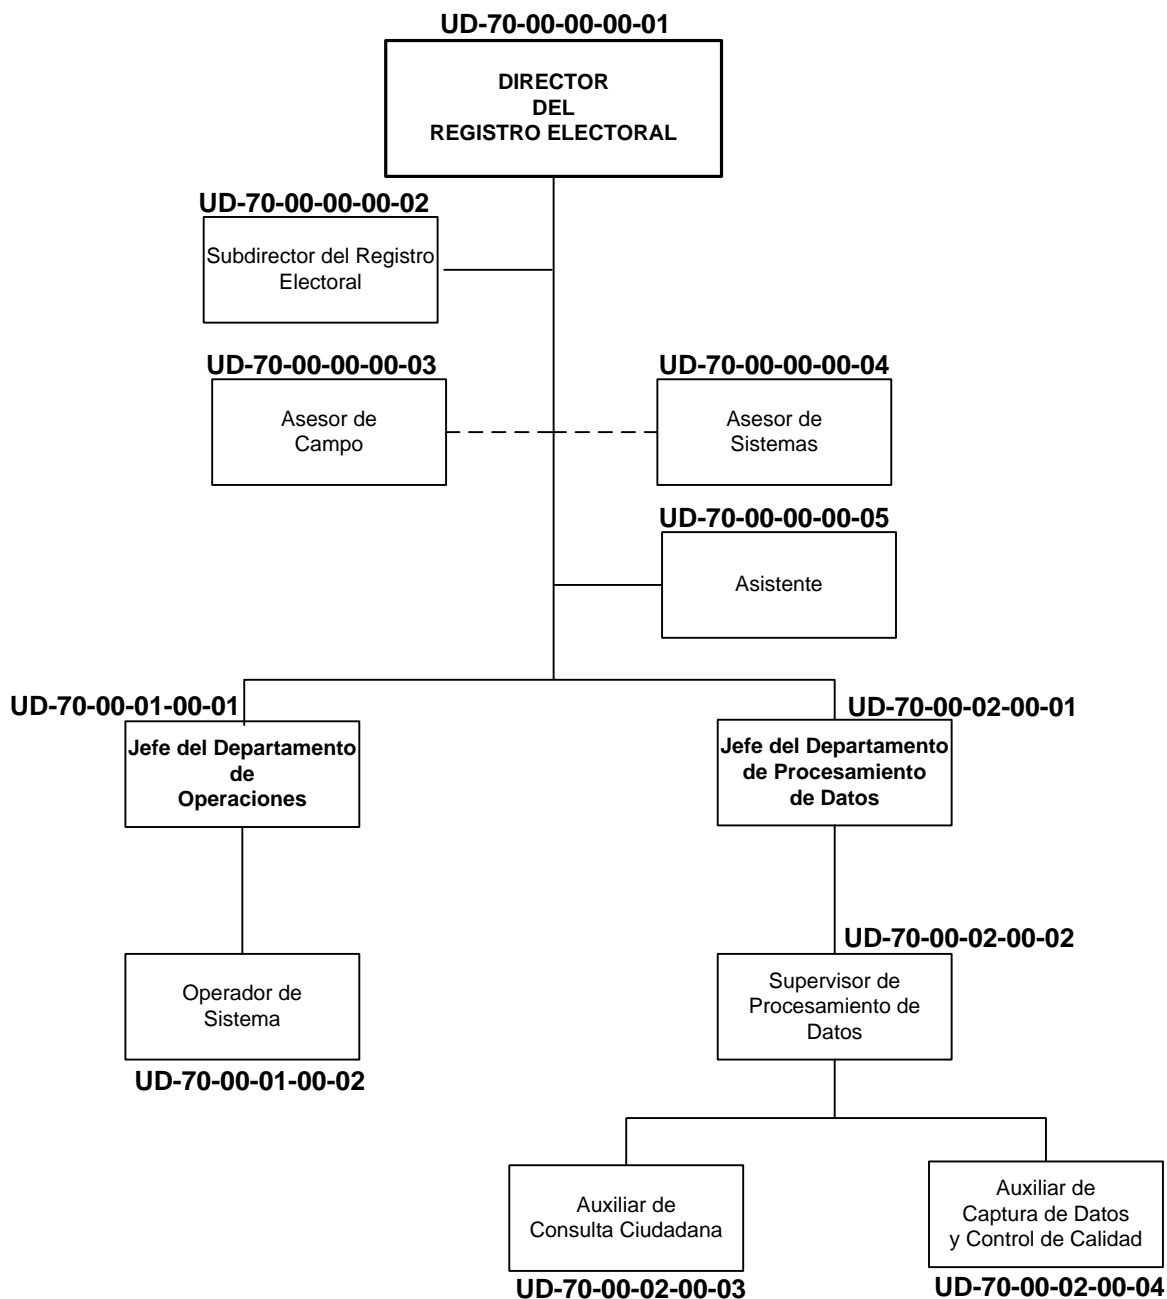 UD-70-00-00-00-01
DIRECTOR
DEL
REGISTRO ELECTORAL
UD-70-00-00-00-02
Subdirector del Registro
Electoral
UD-70-00-00-00-03
Asesor de
Campo
UD-70-00-00-00-04
Asesor de
Sistemas
UD-70-00-00-00-05
Asistente
UD-70-00-01-00-01
Jefe del Departamento
de
Operaciones
UD-70-00-02-00-01
Jefe del Departamento
de Procesamiento
de Datos
Operador de
Sistema
UD-70-00-01-00-02
UD-70-00-02-00-02
Supervisor de
Procesamiento de
Datos
Auxiliar de
Consulta Ciudadana
UD-70-00-02-00-03
Auxiliar de
Captura de Datos
y Control de Calidad
UD-70-00-02-00-04